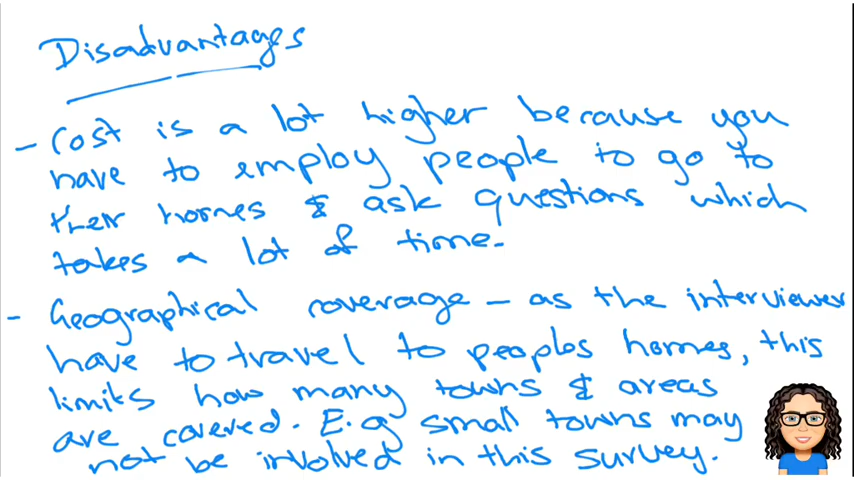 Disadvantages
- Cost is a lot higher because you
have to employ people to go to
their homes & ask questions which
takes a lot of time.
- Geographical coverage - as the interviewer
have to travel to peoples homes, this
limits how many towns & areas
are covered. E.g small towns may
not be involved in this survey.